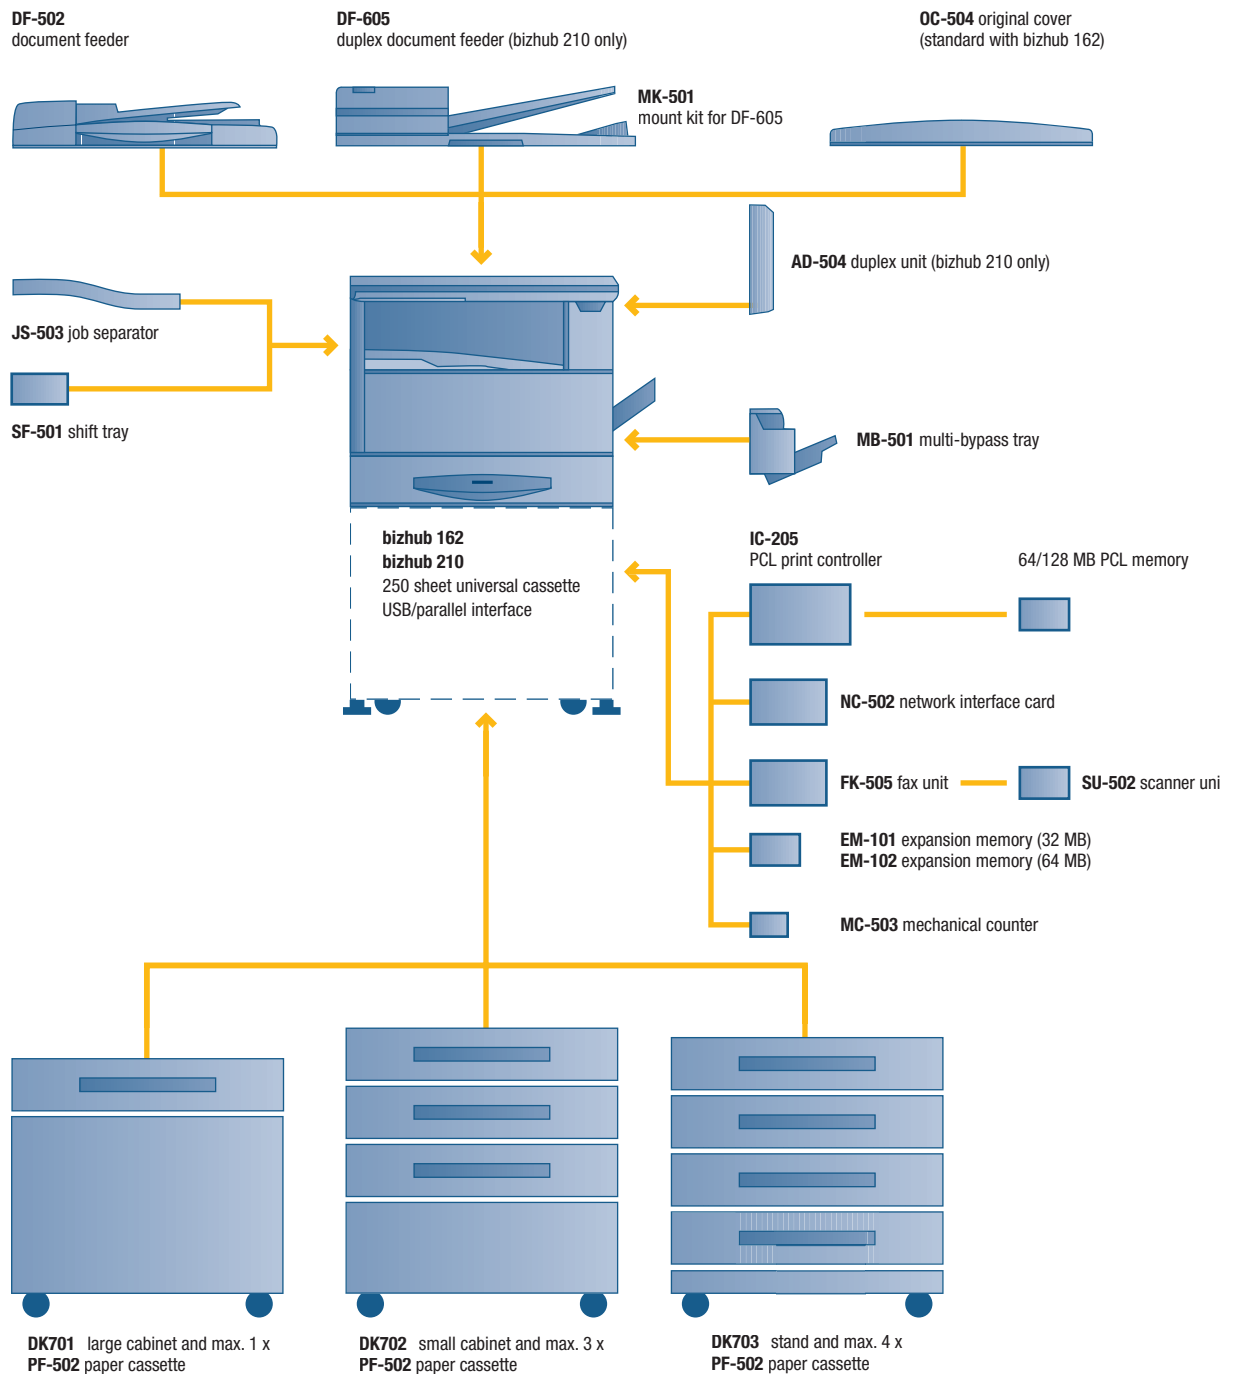 DF-502
document feeder
DF-605
duplex document feeder (bizhub 210 only)
OC-504 original cover
(standard with bizhub 162)
MK-501
mount kit for DF-605
AD-504 duplex unit (bizhub 210 only)
JS-503 job separator
SF-501 shift tray
MB-501 multi-bypass tray
bizhub 162
bizhub 210
250 sheet universal cassette
USB/parallel interface
IC-205
PCL print controller
64/128 MB PCL memory
NC-502 network interface card
FK-505 fax unit
SU-502 scanner uni
EM-101 expansion memory (32 MB)
EM-102 expansion memory (64 MB)
MC-503 mechanical counter
DK701 large cabinet and max. 1 x
PF-502 paper cassette
DK702 small cabinet and max. 3 x
PF-502 paper cassette
DK703 stand and max. 4 x
PF-502 paper cassette